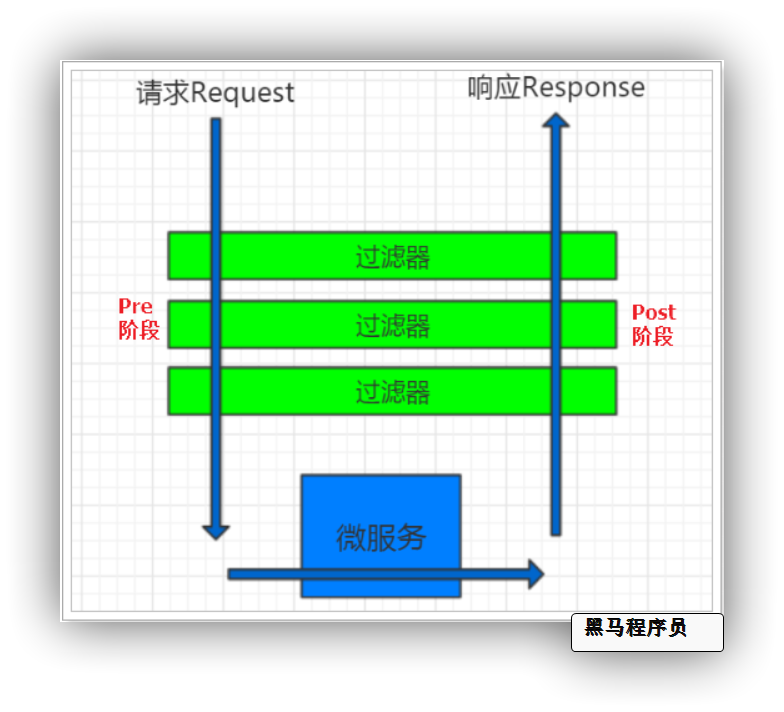 请求Request
响应Response
过滤器
Pre
阶段
过滤器
Post
阶段
过滤器
微服务
黑马程序员